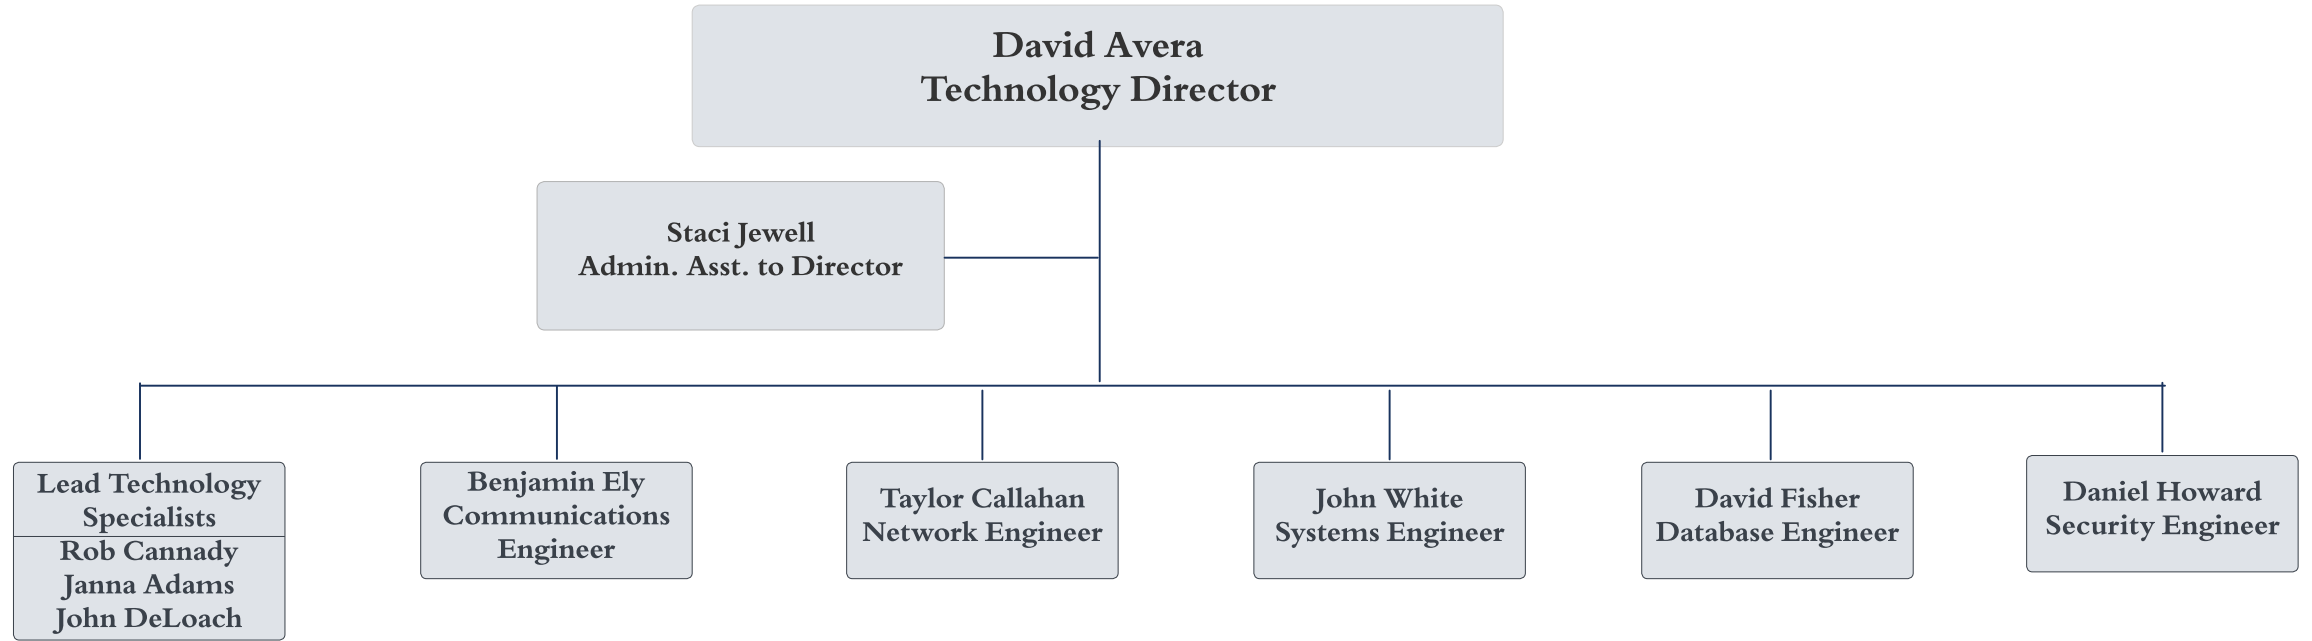 David Avera
Technology Director
Staci Jewell
Admin. Asst. to Director
Lead Technology
Specialists
Rob Cannady
Janna Adams
John DeLoach
Benjamin Ely
Communications
Engineer
Taylor Callahan
Network Engineer
John White
Systems Engineer
David Fisher
Database Engineer
Daniel Howard
Security Engineer